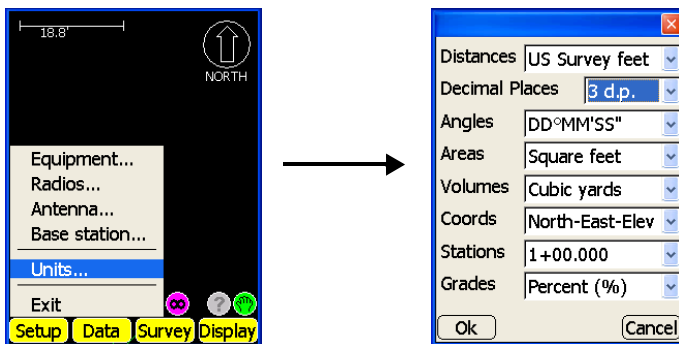 18.8'
NORTH
Equipment...
Radios...
Antenna...
Base station...
Units...
Exit
?
Setup Data Survey Display
Distances US Survey feet
Decimal Places 3 d.p.
Angles DD°MM'SS"
Areas Square feet
Volumes Cubic yards
Coords North-East-Elev
Stations 1+00.000
Grades Percent (%)
Ok Cancel